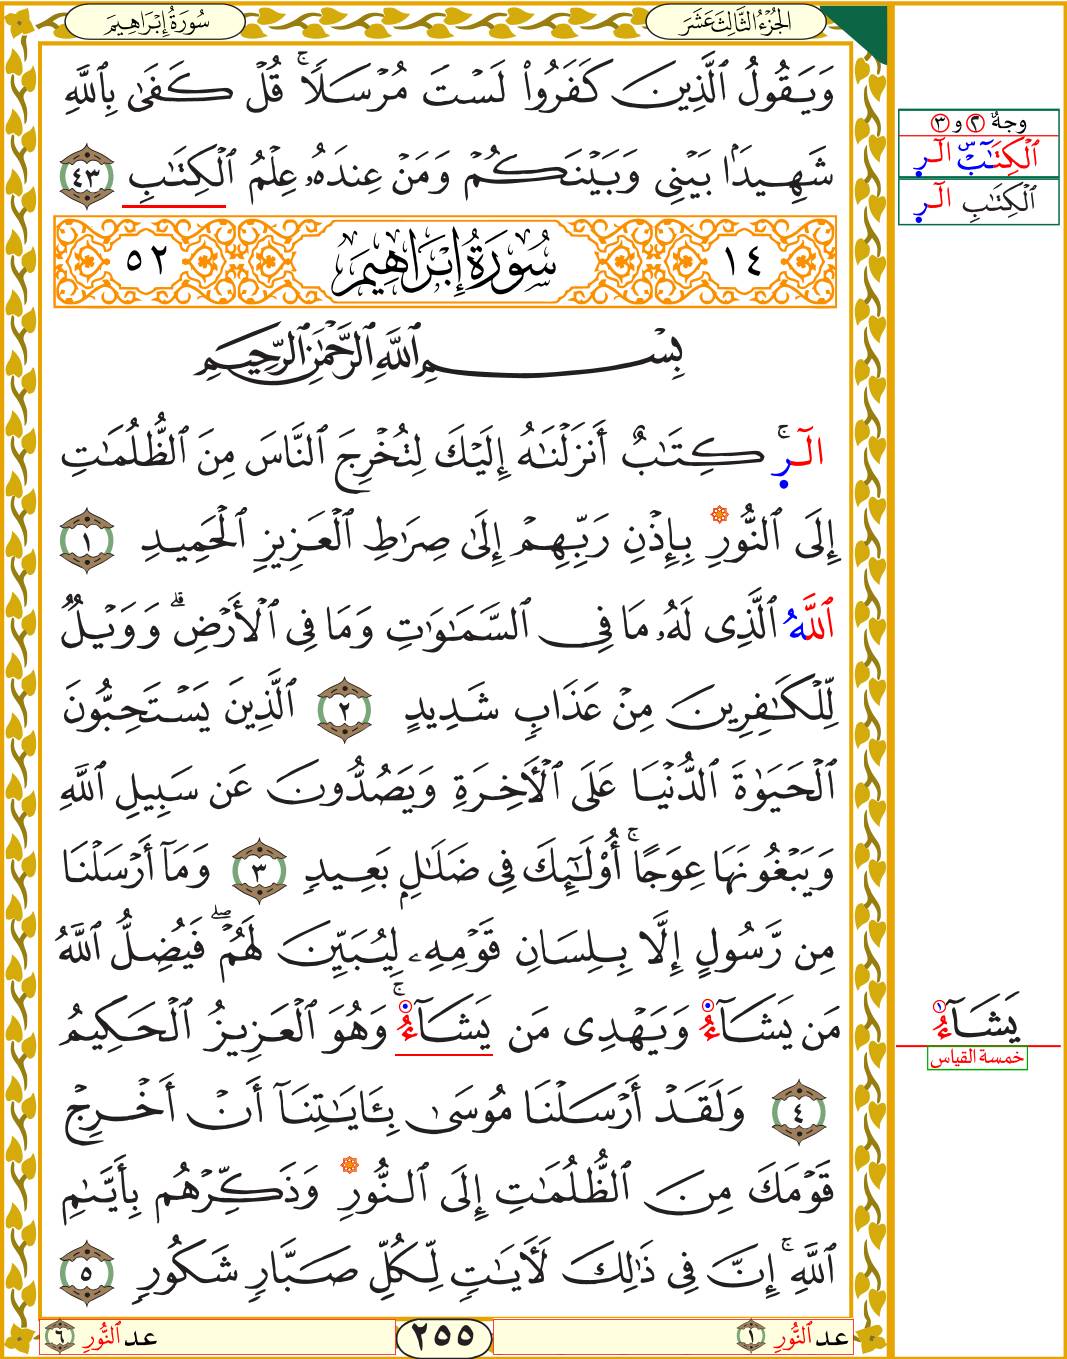 الجُزْءُ الثَّالِثَ عَشَرَ
سُورَةُ إِبْرَاهِيمَ
وَيَقُولُ ٱلَّذِينَ كَفَرُوا۟ لَسْتَ مُرْسَلًاۚ قُلْ كَفَىٰ بِٱللَّهِ
شَهِيدًۢا بَيْنِى وَبَيْنَكُمْ وَمَنْ عِندَهُۥ عِلْمُ ٱلْكِتَٰبِ ٤٣
١٤ سُورَةُ إِبْرَاهِيمَ ٥٢
بِسْمِ ٱللَّهِ ٱلرَّحْمَٰنِ ٱلرَّحِيمِ
الٓرۚ كِتَٰبٌ أَنزَلْنَٰهُ إِلَيْكَ لِتُخْرِجَ ٱلنَّاسَ مِنَ ٱلظُّلُمَٰتِ
إِلَى ٱلنُّورِ بِإِذْنِ رَبِّهِمْ إِلَىٰ صِرَٰطِ ٱلْعَزِيزِ ٱلْحَمِيدِ ١
ٱللَّهُ ٱلَّذِى لَهُۥ مَا فِى ٱلسَّمَٰوَٰتِ وَمَا فِى ٱلْأَرْضِۗ وَوَيْلٌ
لِّلْكَٰفِرِينَ مِنْ عَذَابٍ شَدِيدٍ ٢ ٱلَّذِينَ يَسْتَحِبُّونَ
ٱلْحَيَوٰةَ ٱلدُّنْيَا عَلَى ٱلْأَخِرَةِ وَيَصُدُّونَ عَن سَبِيلِ ٱللَّهِ
وَيَبْغُونَهَا عِوَجًاۚ أُو۟لَٰٓئِكَ فِى ضَلَٰلٍۭ بَعِيدٍ ٣ وَمَآ أَرْسَلْنَا
مِن رَّسُولٍ إِلَّا بِلِسَانِ قَوْمِهِۦ لِيُبَيِّنَ لَهُمْۖ فَيُضِلُّ ٱللَّهُ
مَن يَشَآءُ وَيَهْدِى مَن يَشَآءُۚ وَهُوَ ٱلْعَزِيزُ ٱلْحَكِيمُ
٤ وَلَقَدْ أَرْسَلْنَا مُوسَىٰ بِـَٔايَٰتِنَآ أَنْ أَخْرِجْ
قَوْمَكَ مِنَ ٱلظُّلُمَٰتِ إِلَى ٱلنُّورِ وَذَكِّرْهُم بِأَيَّىٰمِ
ٱللَّهِۚ إِنَّ فِى ذَٰلِكَ لَأَيَٰتٍ لِّكُلِّ صَبَّارٍ شَكُورٍ ٥
عد ٱلنُّورِ ١
٢٥٥
عد ٱلنُّورِ ٦
وجهُ ٢ و ٣
ٱلْكِتَٰبِۜ الٓر
ٱلْكِتَٰبِ الٓر
يَشَآءُ ١
خمسة القياس